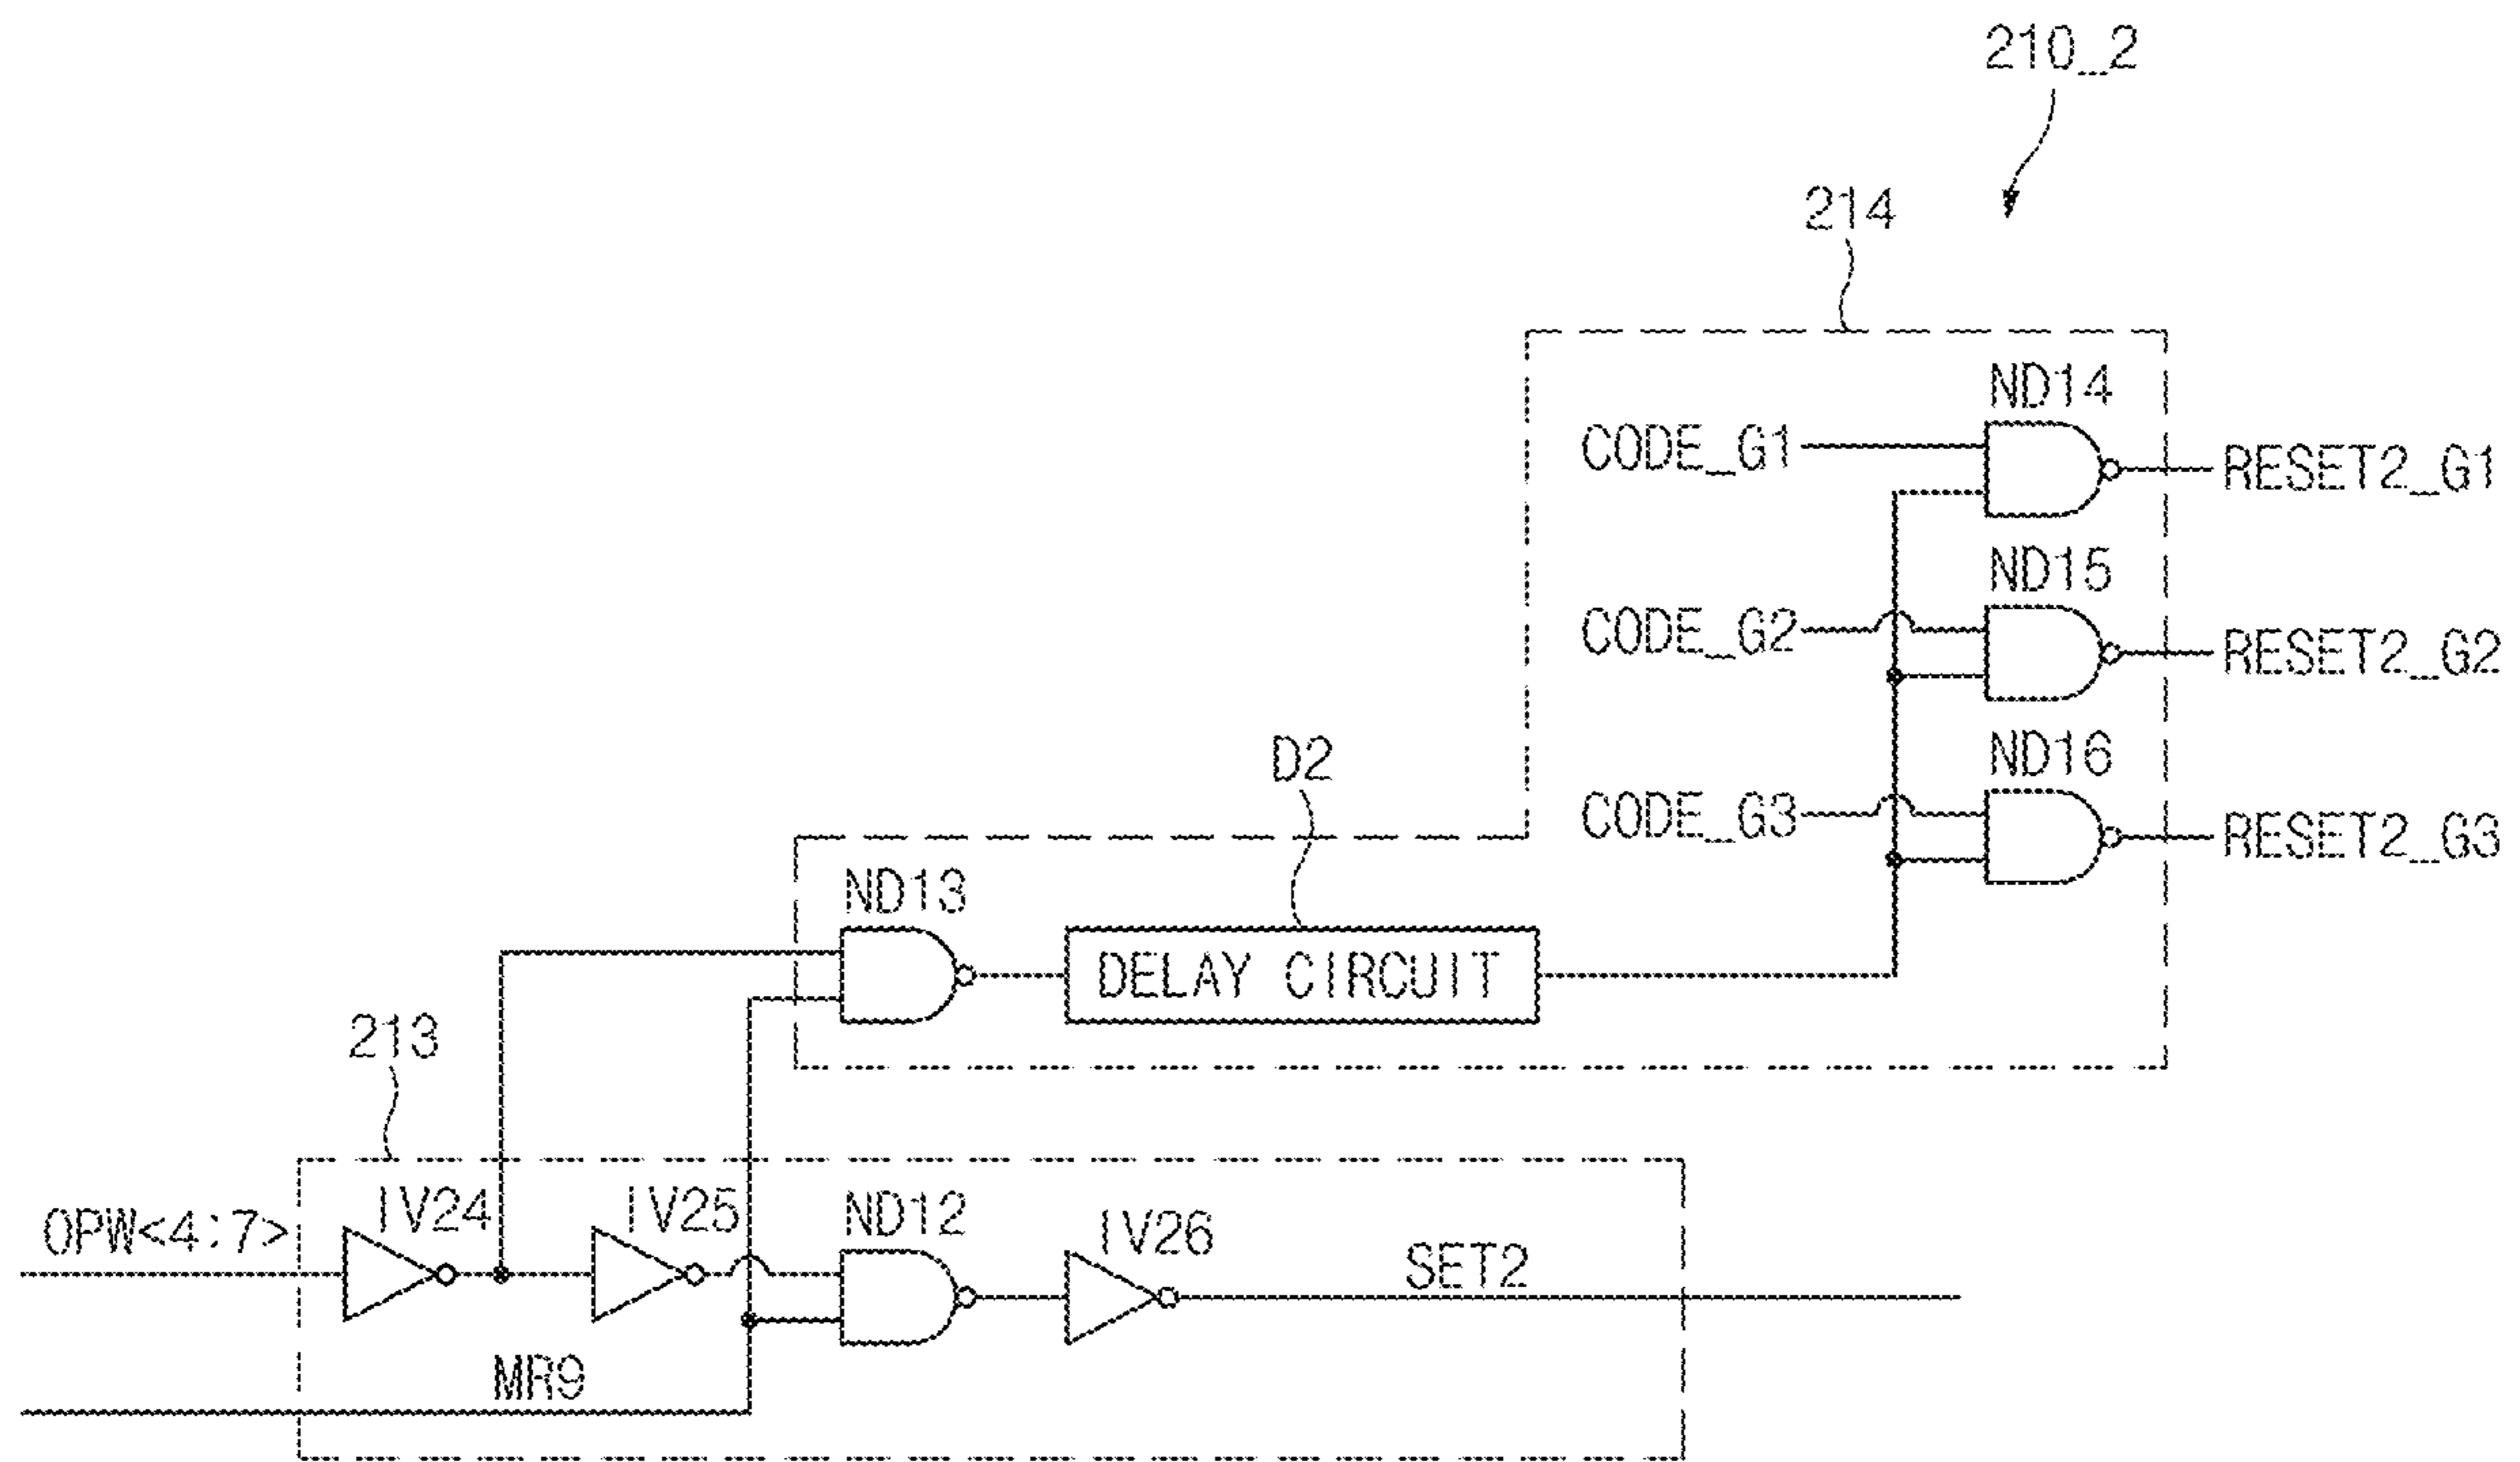 210_2
214
ND14
CODE_G1
RESET2_G1
ND15
CODE_G2
RESET2_G2
ND16
D2
CODE_G3
RESET2_G3
ND13
DELAY CIRCUIT
213
IV24
IV25
ND12
IV26
OPW<4:7>
SET2
MR9